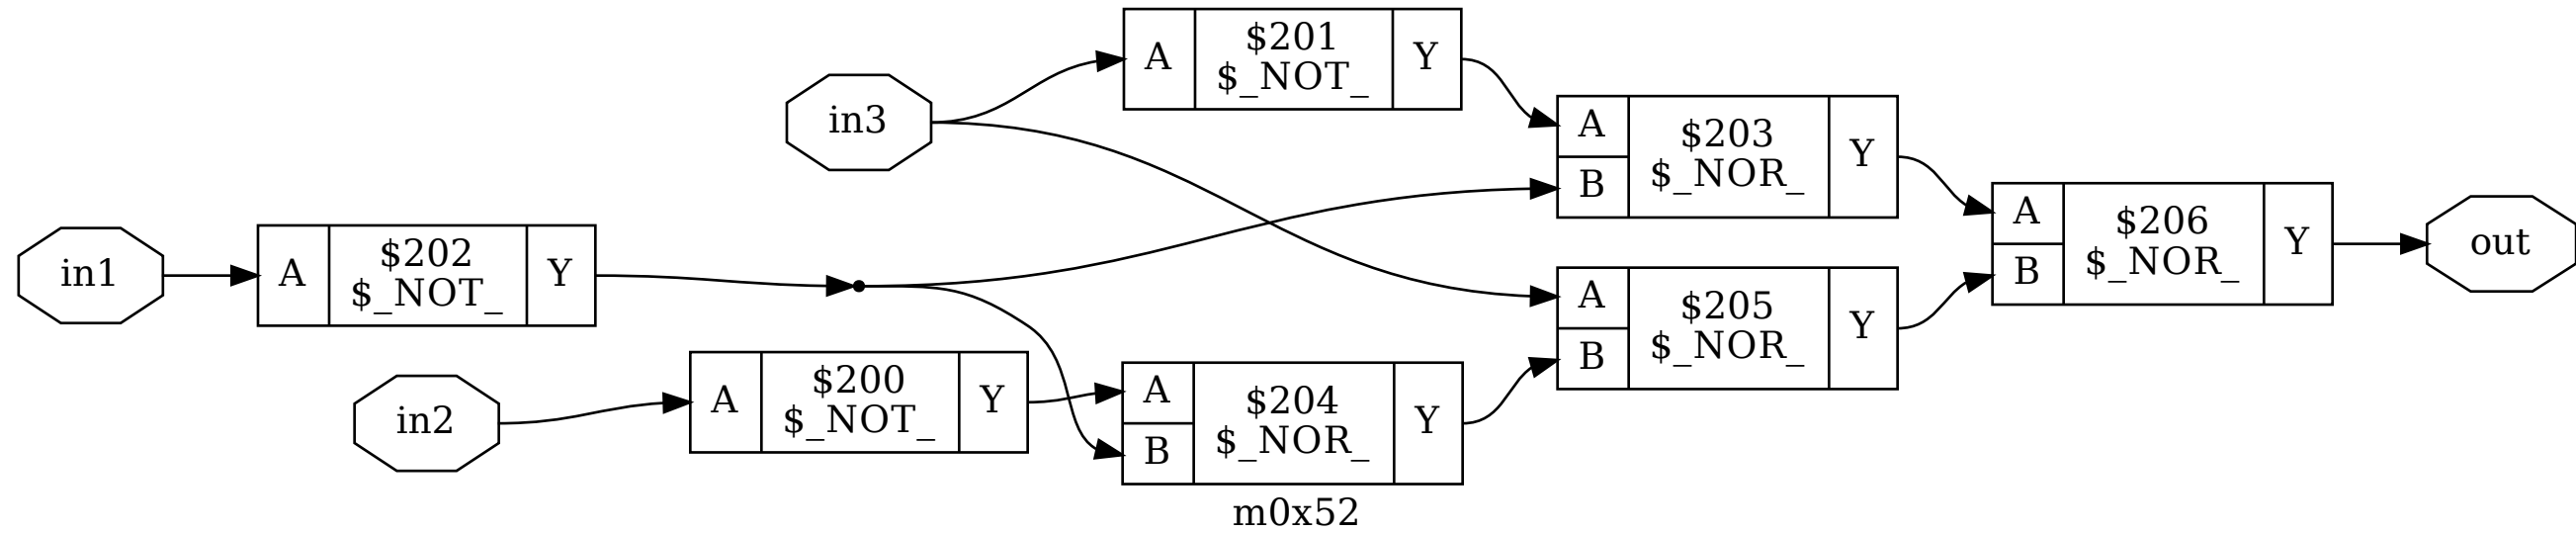 A
$201
$_NOT_
Y
in3
A
B
$203
$_NOR_
Y
in1
A
$202
$_NOT_
Y
A
B
$206
$_NOR_
Y
out
A
B
$205
$_NOR_
Y
in2
A
$200
$_NOT_
Y
A
B
$204
$_NOR_
Y
m0x52